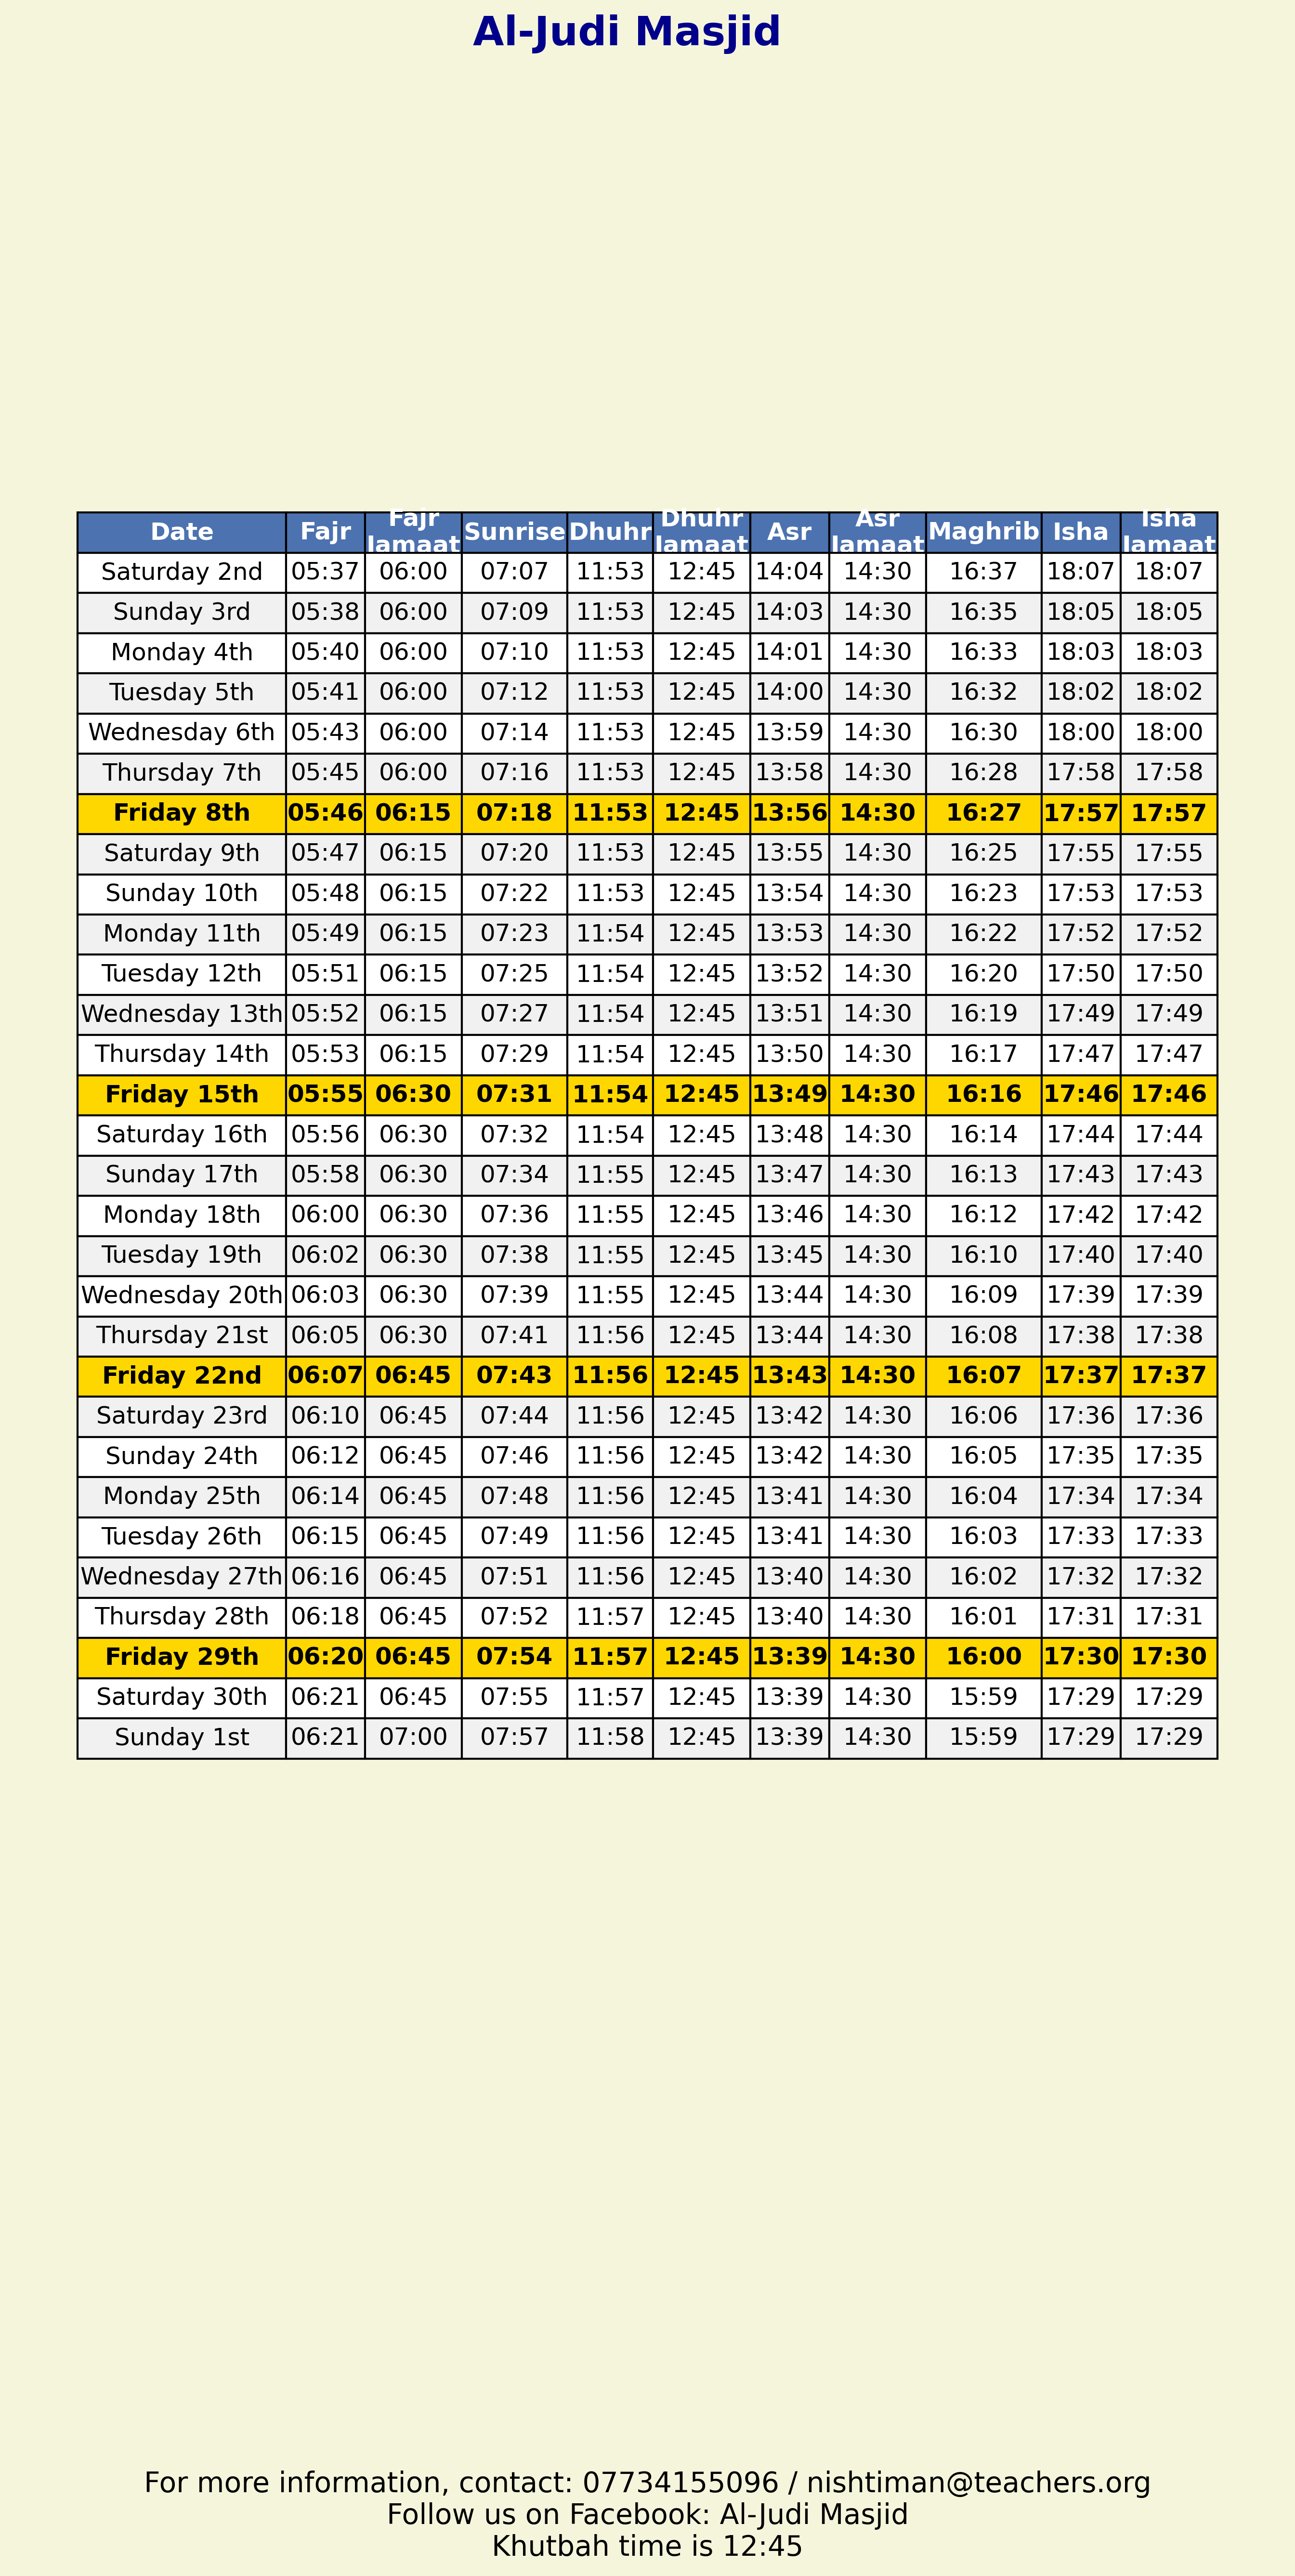 Al-Judi Masjid
Date Fajr Fajr Jamaat Sunrise Dhuhr Dhuhr Jamaat Asr Asr Jamaat Maghrib Isha Isha Jamaat
Saturday 2nd 05:37 06:00 07:07 11:53 12:45 14:04 14:30 16:37 18:07 18:07
Sunday 3rd 05:38 06:00 07:09 11:53 12:45 14:03 14:30 16:35 18:05 18:05
Monday 4th 05:40 06:00 07:10 11:53 12:45 14:01 14:30 16:33 18:03 18:03
Tuesday 5th 05:41 06:00 07:12 11:53 12:45 14:00 14:30 16:32 18:02 18:02
Wednesday 6th 05:43 06:00 07:14 11:53 12:45 13:59 14:30 16:30 18:00 18:00
Thursday 7th 05:45 06:00 07:16 11:53 12:45 13:58 14:30 16:28 17:58 17:58
Friday 8th 05:46 06:15 07:18 11:53 12:45 13:56 14:30 16:27 17:57 17:57
Saturday 9th 05:47 06:15 07:20 11:53 12:45 13:55 14:30 16:25 17:55 17:55
Sunday 10th 05:48 06:15 07:22 11:53 12:45 13:54 14:30 16:23 17:53 17:53
Monday 11th 05:49 06:15 07:23 11:54 12:45 13:53 14:30 16:22 17:52 17:52
Tuesday 12th 05:51 06:15 07:25 11:54 12:45 13:52 14:30 16:20 17:50 17:50
Wednesday 13th 05:52 06:15 07:27 11:54 12:45 13:51 14:30 16:19 17:49 17:49
Thursday 14th 05:53 06:15 07:29 11:54 12:45 13:50 14:30 16:17 17:47 17:47
Friday 15th 05:55 06:30 07:31 11:54 12:45 13:49 14:30 16:16 17:46 17:46
Saturday 16th 05:56 06:30 07:32 11:54 12:45 13:48 14:30 16:14 17:44 17:44
Sunday 17th 05:58 06:30 07:34 11:55 12:45 13:47 14:30 16:13 17:43 17:43
Monday 18th 06:00 06:30 07:36 11:55 12:45 13:46 14:30 16:12 17:42 17:42
Tuesday 19th 06:02 06:30 07:38 11:55 12:45 13:45 14:30 16:10 17:40 17:40
Wednesday 20th 06:03 06:30 07:39 11:55 12:45 13:44 14:30 16:09 17:39 17:39
Thursday 21st 06:05 06:30 07:41 11:56 12:45 13:44 14:30 16:08 17:38 17:38
Friday 22nd 06:07 06:45 07:43 11:56 12:45 13:43 14:30 16:07 17:37 17:37
Saturday 23rd 06:10 06:45 07:44 11:56 12:45 13:42 14:30 16:06 17:36 17:36
Sunday 24th 06:12 06:45 07:46 11:56 12:45 13:42 14:30 16:05 17:35 17:35
Monday 25th 06:14 06:45 07:48 11:56 12:45 13:41 14:30 16:04 17:34 17:34
Tuesday 26th 06:15 06:45 07:49 11:56 12:45 13:41 14:30 16:03 17:33 17:33
Wednesday 27th 06:16 06:45 07:51 11:56 12:45 13:40 14:30 16:02 17:32 17:32
Thursday 28th 06:18 06:45 07:52 11:57 12:45 13:40 14:30 16:01 17:31 17:31
Friday 29th 06:20 06:45 07:54 11:57 12:45 13:39 14:30 16:00 17:30 17:30
Saturday 30th 06:21 06:45 07:55 11:57 12:45 13:39 14:30 15:59 17:29 17:29
Sunday 1st 06:21 07:00 07:57 11:58 12:45 13:39 14:30 15:59 17:29 17:29
For more information, contact: 07734155096 / nishtiman@teachers.org
Follow us on Facebook: Al-Judi Masjid
Khutbah time is 12:45